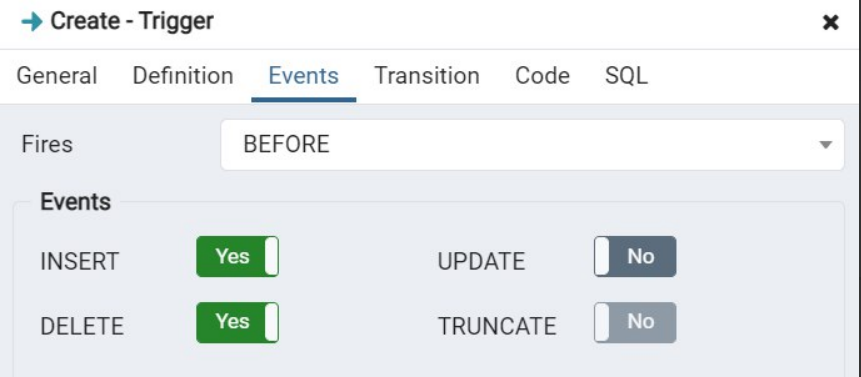 Create - Trigger
General Definition Events Transition Code SQL
Fires BEFORE
Events
INSERT Yes UPDATE No
DELETE Yes TRUNCATE No